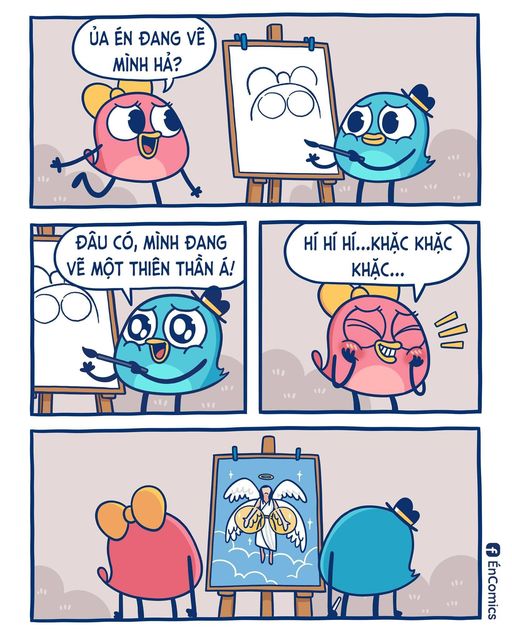 ỦA ÉN ĐANG VẼ
MÌNH HẢ?
ĐÂU CÓ, MÌNH ĐANG
VẼ MỘT THIÊN THẦN Á!
HÍ HÍ HÍ...KHẶC KHẶC
KHẶC...
ÉnComics